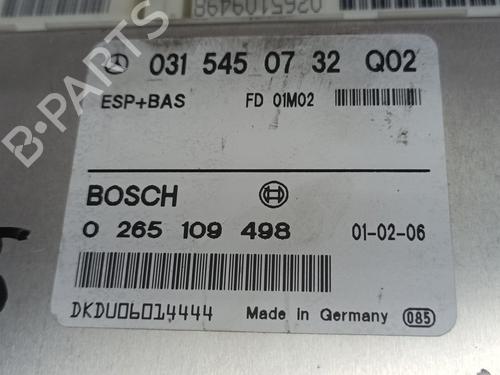 0265109498
031 545 07 32 Q02
ESP+BAS FD 01M02
BOSCH
0 265 109 498 01-02-06
DKDU06014444 Made in Germany 085
B-PARTS